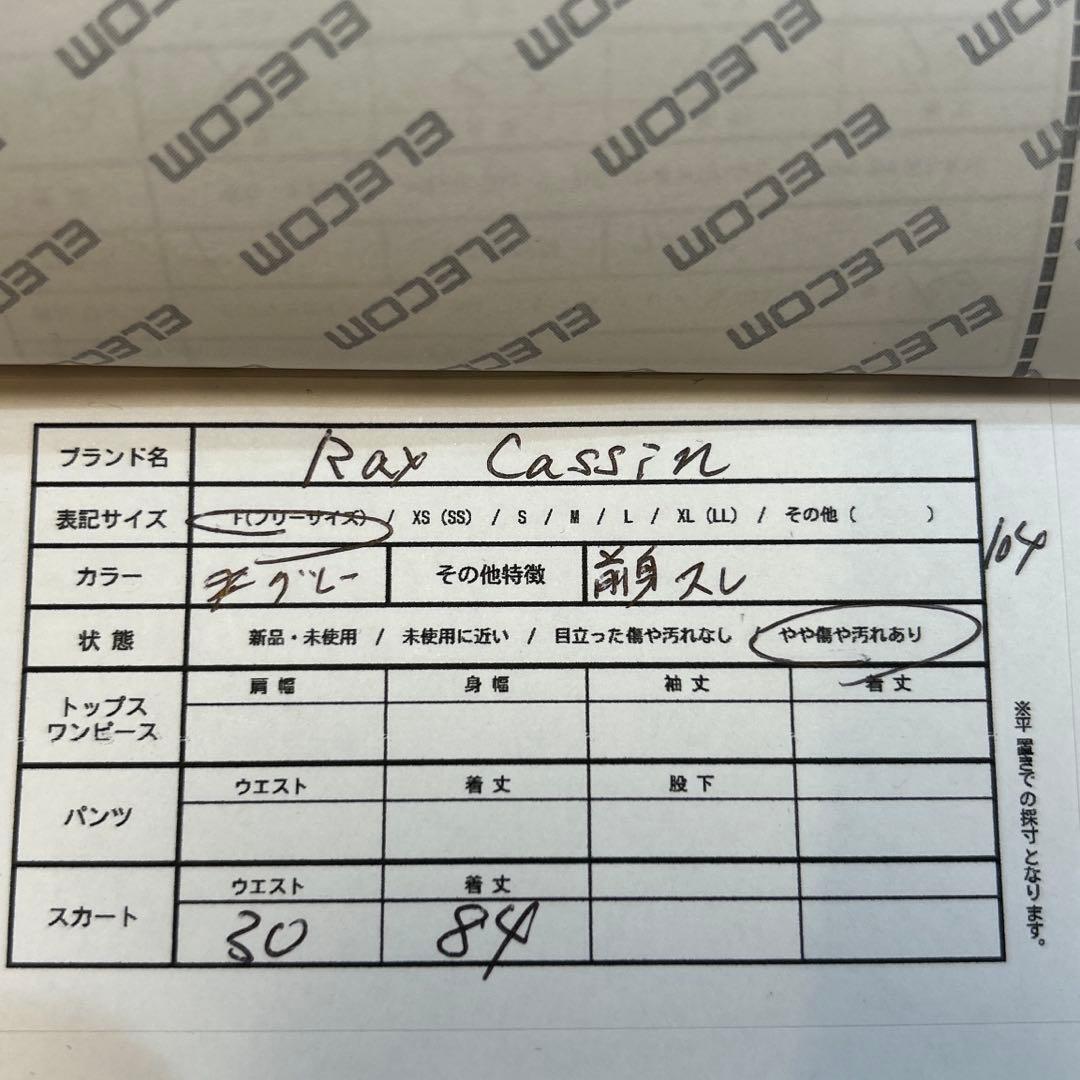 ELECOM ELECOM ELECOM
ELECOM ELECOM ELECOM
ELECOM ELECOM ELECOM
ELECOM ELECOM ELECOM
ブランド名 Ray Cassin
表記サイズ F(フリーサイズ) / XS (SS) / S / M / L / XL (LL) / その他 ( )
104
カラー グレー その他特徴 前身スレ
状態 新品・未使用 / 未使用に近い / 目立った傷や汚れなし / やや傷や汚れあり
トップス ワンピース 肩幅 身幅 袖丈 着丈
パンツ ウエスト 着丈 股下
スカート ウエスト 着丈
30 84
※平置きでの採寸となります。